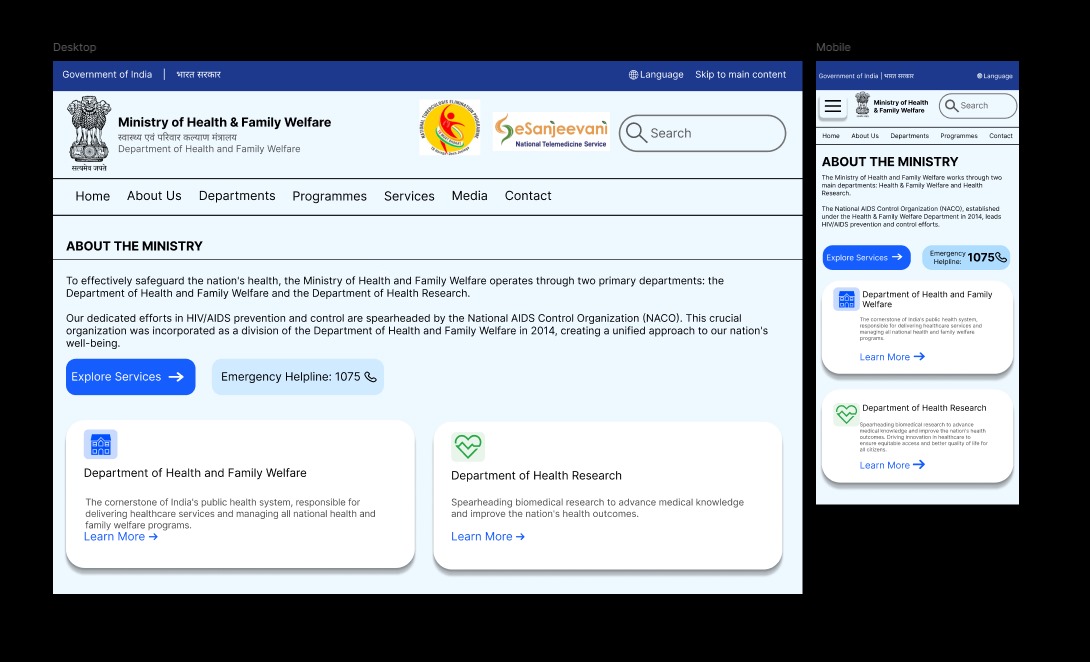 Desktop
Government of India | भारत सरकार
Language Skip to main content
सत्यमेव जयते
Ministry of Health & Family Welfare
स्वास्थ्य एवं परिवार कल्याण मंत्रालय
Department of Health and Family Welfare
NATIONAL TUBERCULOSIS ELIMINATION PROGRAMME
eSanjeevani
National Telemedicine Service
Search
Home About Us Departments Programmes Services Media Contact
ABOUT THE MINISTRY
To effectively safeguard the nation's health, the Ministry of Health and Family Welfare operates through two primary departments: the
Department of Health and Family Welfare and the Department of Health Research.
Our dedicated efforts in HIV/AIDS prevention and control are spearheaded by the National AIDS Control Organization (NACO). This crucial
organization was incorporated as a division of the Department of Health and Family Welfare in 2014, creating a unified approach to our nation's
well-being.
Explore Services →
Emergency Helpline: 1075
Department of Health and Family Welfare
The cornerstone of India's public health system, responsible for
delivering healthcare services and managing all national health and
family welfare programs.
Learn More →
Department of Health Research
Spearheading biomedical research to advance medical knowledge
and improve the nation's health outcomes.
Learn More →
Mobile
Government of India | भारत सरकार
Language
Ministry of Health
& Family Welfare
Search
Home About Us Departments Programmes Contact
ABOUT THE MINISTRY
The Ministry of Health and Family Welfare works through two
main departments: Health & Family Welfare and Health
Research.
The National AIDS Control Organization (NACO), established
under the Health & Family Welfare Department in 2014, leads
HIV/AIDS prevention and control efforts.
Explore Services →
Emergency
Helpline: 1075
Department of Health and Family
Welfare
The cornerstone of India's public health system,
responsible for delivering healthcare services and
managing all national health and family welfare
programs.
Learn More →
Department of Health Research
Spearheading biomedical research to advance
medical knowledge and improve the nation's health
outcomes. Driving innovation in healthcare to
ensure equitable access and better quality of life for
all citizens.
Learn More →